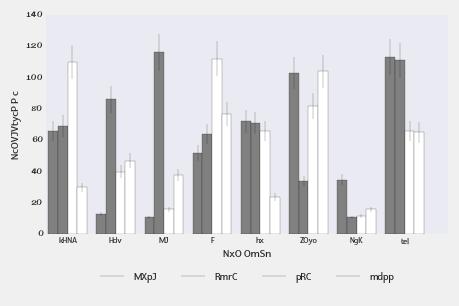 140
120
100
80
60
40
20
0
NcOVJVtycP P c
kHNA Hdv MJ F hx ZOyo NgK tel
NxO OmSn
MXpJ RmrC pRC mdpp